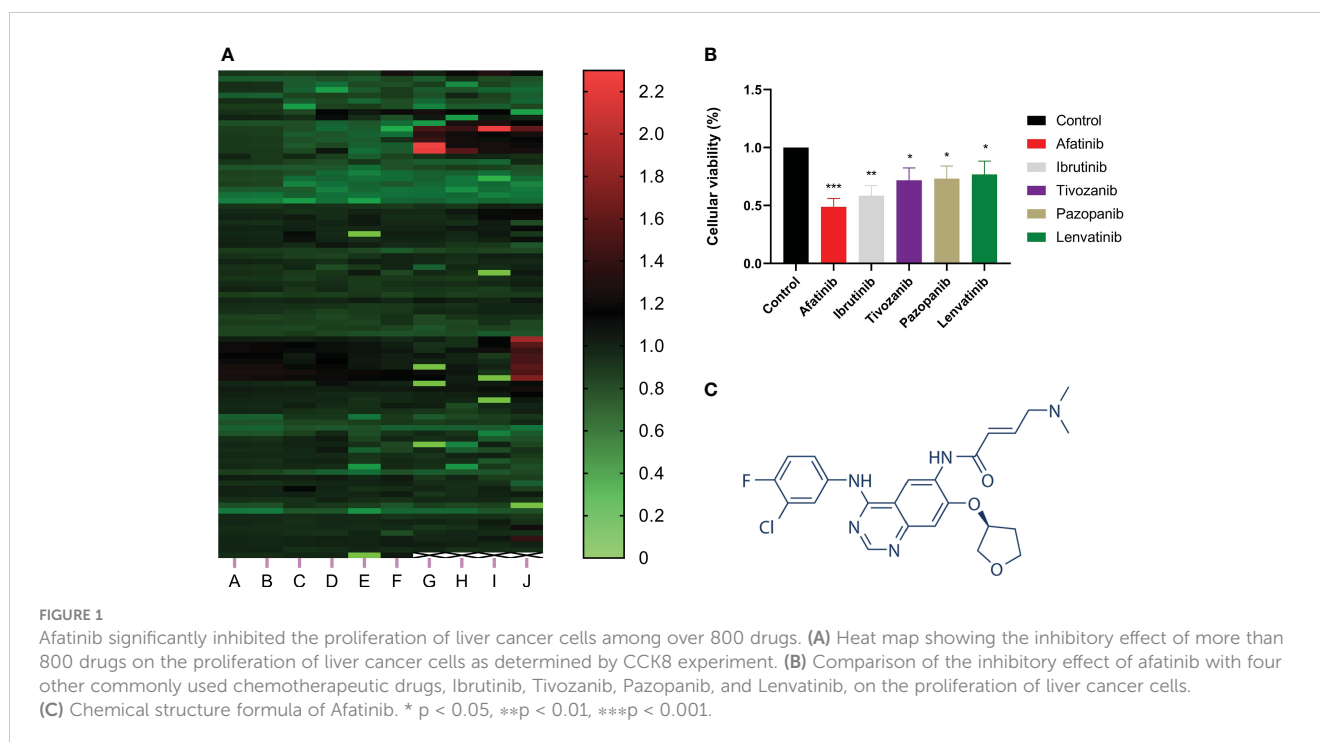 A
2.2
2.0
1.8
1.6
1.4
1.2
1.0
0.8
0.6
0.4
0.2
0
A B C D E F G H I J
B
Cellular viability (%)
1.5
1.0
0.5
0.0
***
**
*
*
*
Control
Afatinib
Ibrutinib
Tivozanib
Pazopanib
Lenvatinib
Control
Afatinib
Ibrutinib
Tivozanib
Pazopanib
Lenvatinib
C
F
Cl
NH
N
N
HN
O
N
O
O
FIGURE 1
Afatinib significantly inhibited the proliferation of liver cancer cells among over 800 drugs. (A) Heat map showing the inhibitory effect of more than
800 drugs on the proliferation of liver cancer cells as determined by CCK8 experiment. (B) Comparison of the inhibitory effect of afatinib with four
other commonly used chemotherapeutic drugs, Ibrutinib, Tivozanib, Pazopanib, and Lenvatinib, on the proliferation of liver cancer cells.
(C) Chemical structure formula of Afatinib. * p < 0.05, **p < 0.01, ***p < 0.001.